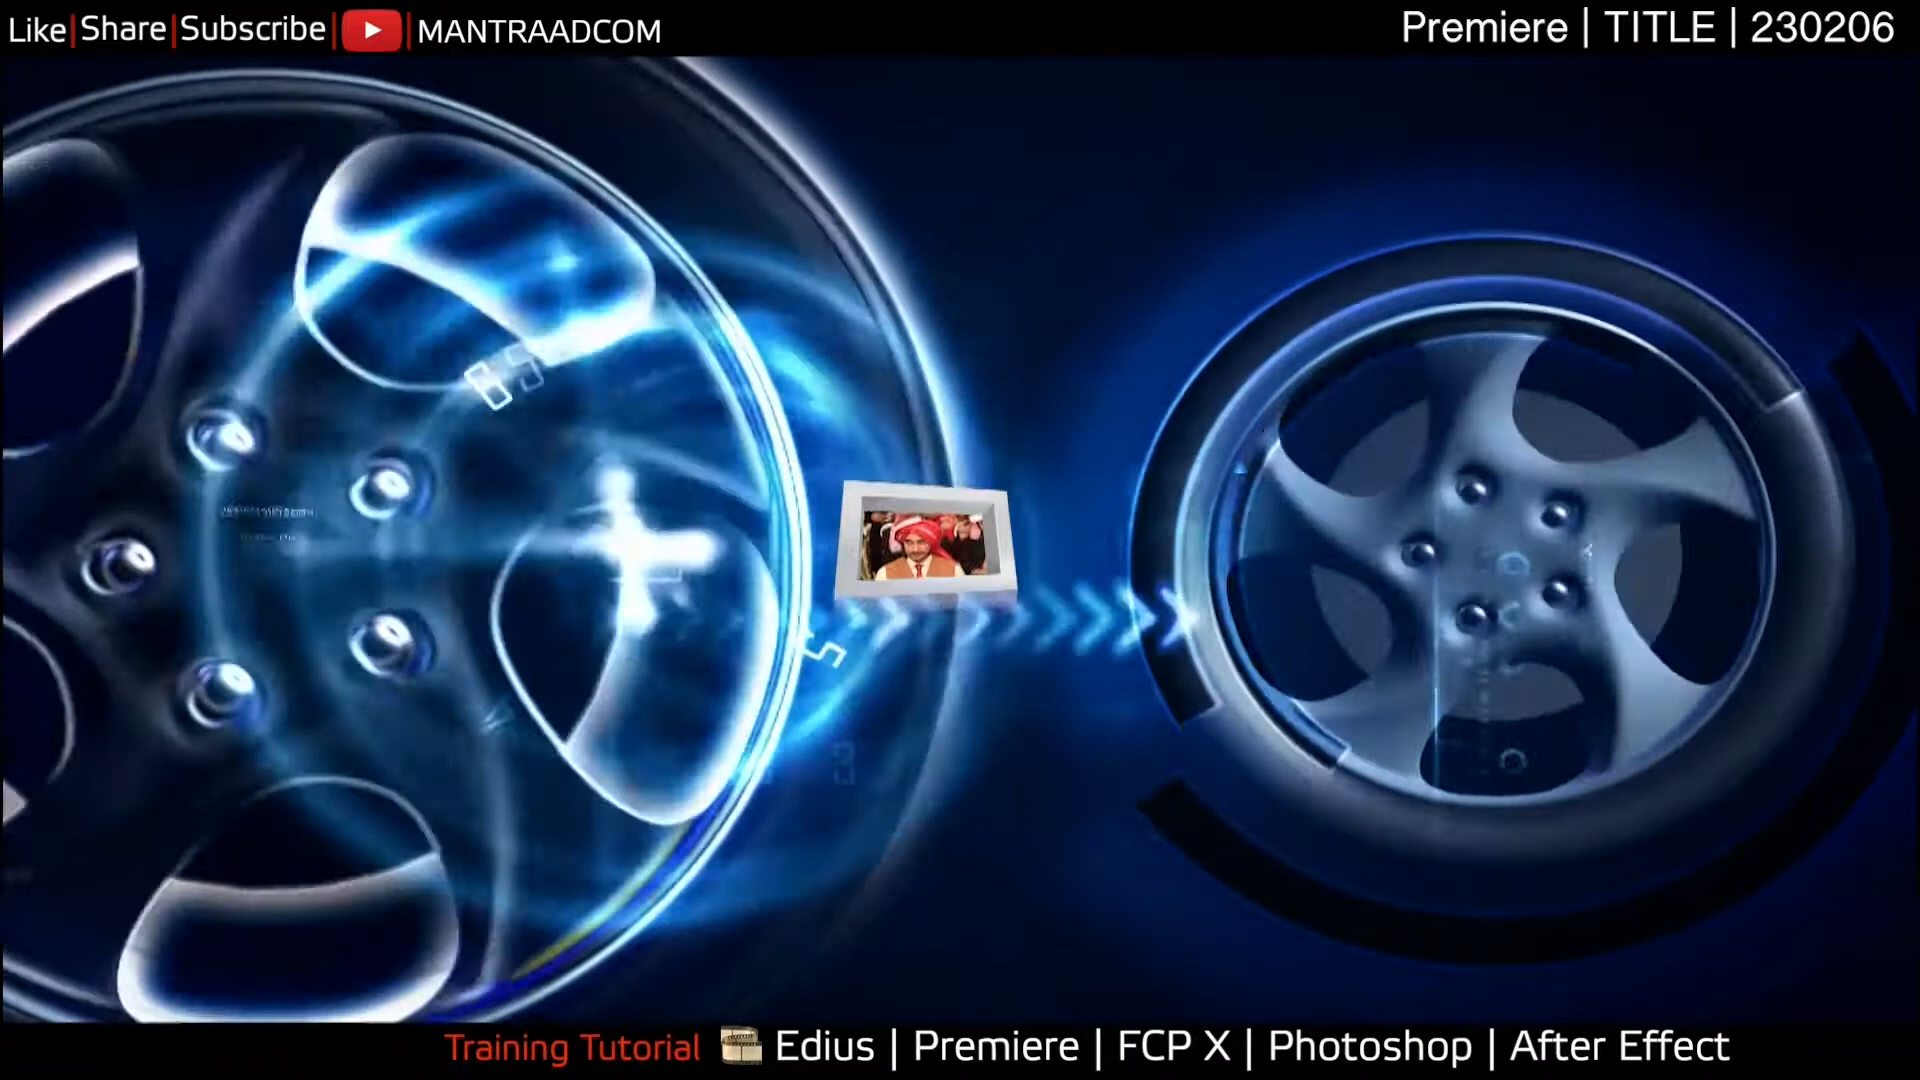 Like|Share|Subscribe| |MANTRAADCOM
Premiere | TITLE | 230206
Training Tutorial Edius | Premiere | FCP X | Photoshop | After Effect